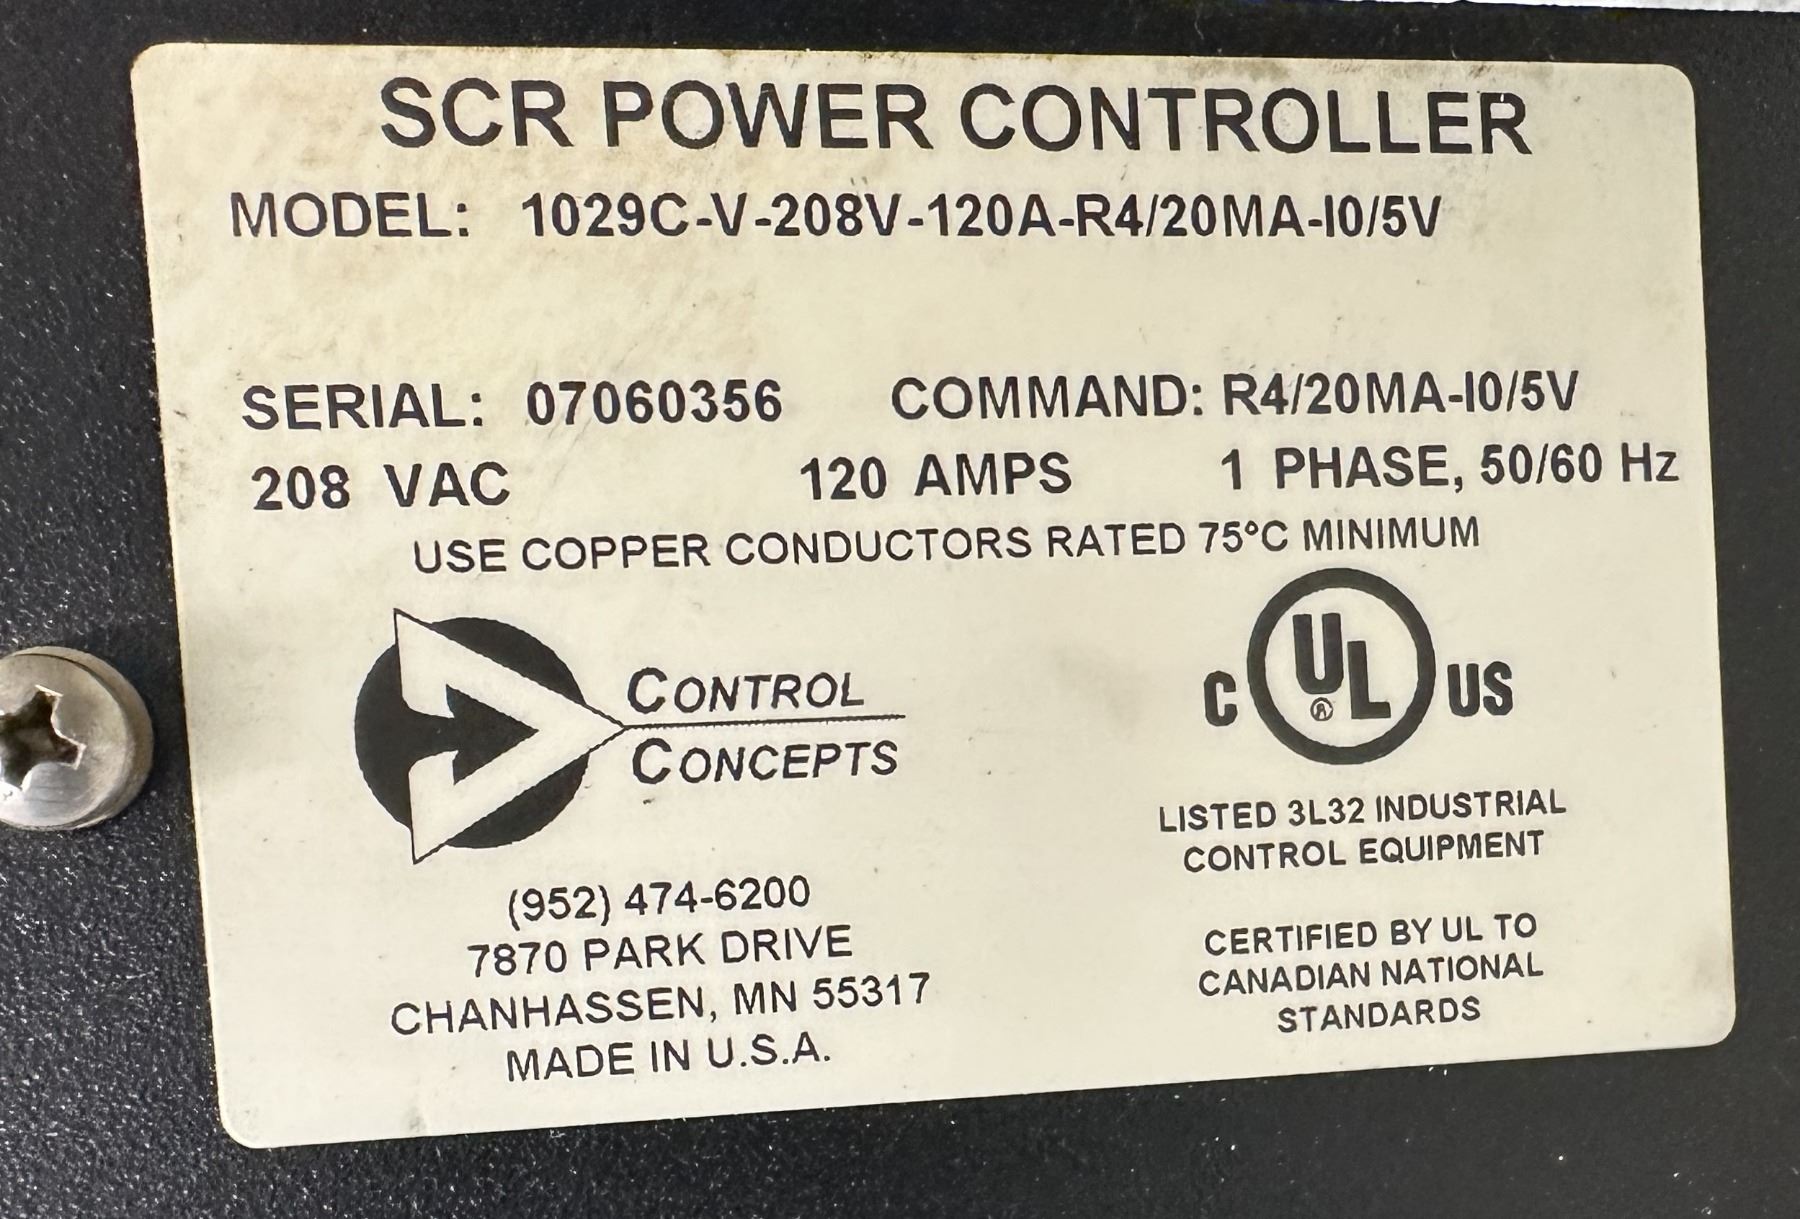 SCR POWER CONTROLLER
MODEL: 1029C-V-208V-120A-R4/20MA-I0/5V
SERIAL: 07060356 COMMAND: R4/20MA-I0/5V
208 VAC 120 AMPS 1 PHASE, 50/60 Hz
USE COPPER CONDUCTORS RATED 75°C MINIMUM
CONTROL
CONCEPTS
(952) 474-6200
7870 PARK DRIVE
CHANHASSEN, MN 55317
MADE IN U.S.A.
C UL ® US
LISTED 3L32 INDUSTRIAL
CONTROL EQUIPMENT
CERTIFIED BY UL TO
CANADIAN NATIONAL
STANDARDS